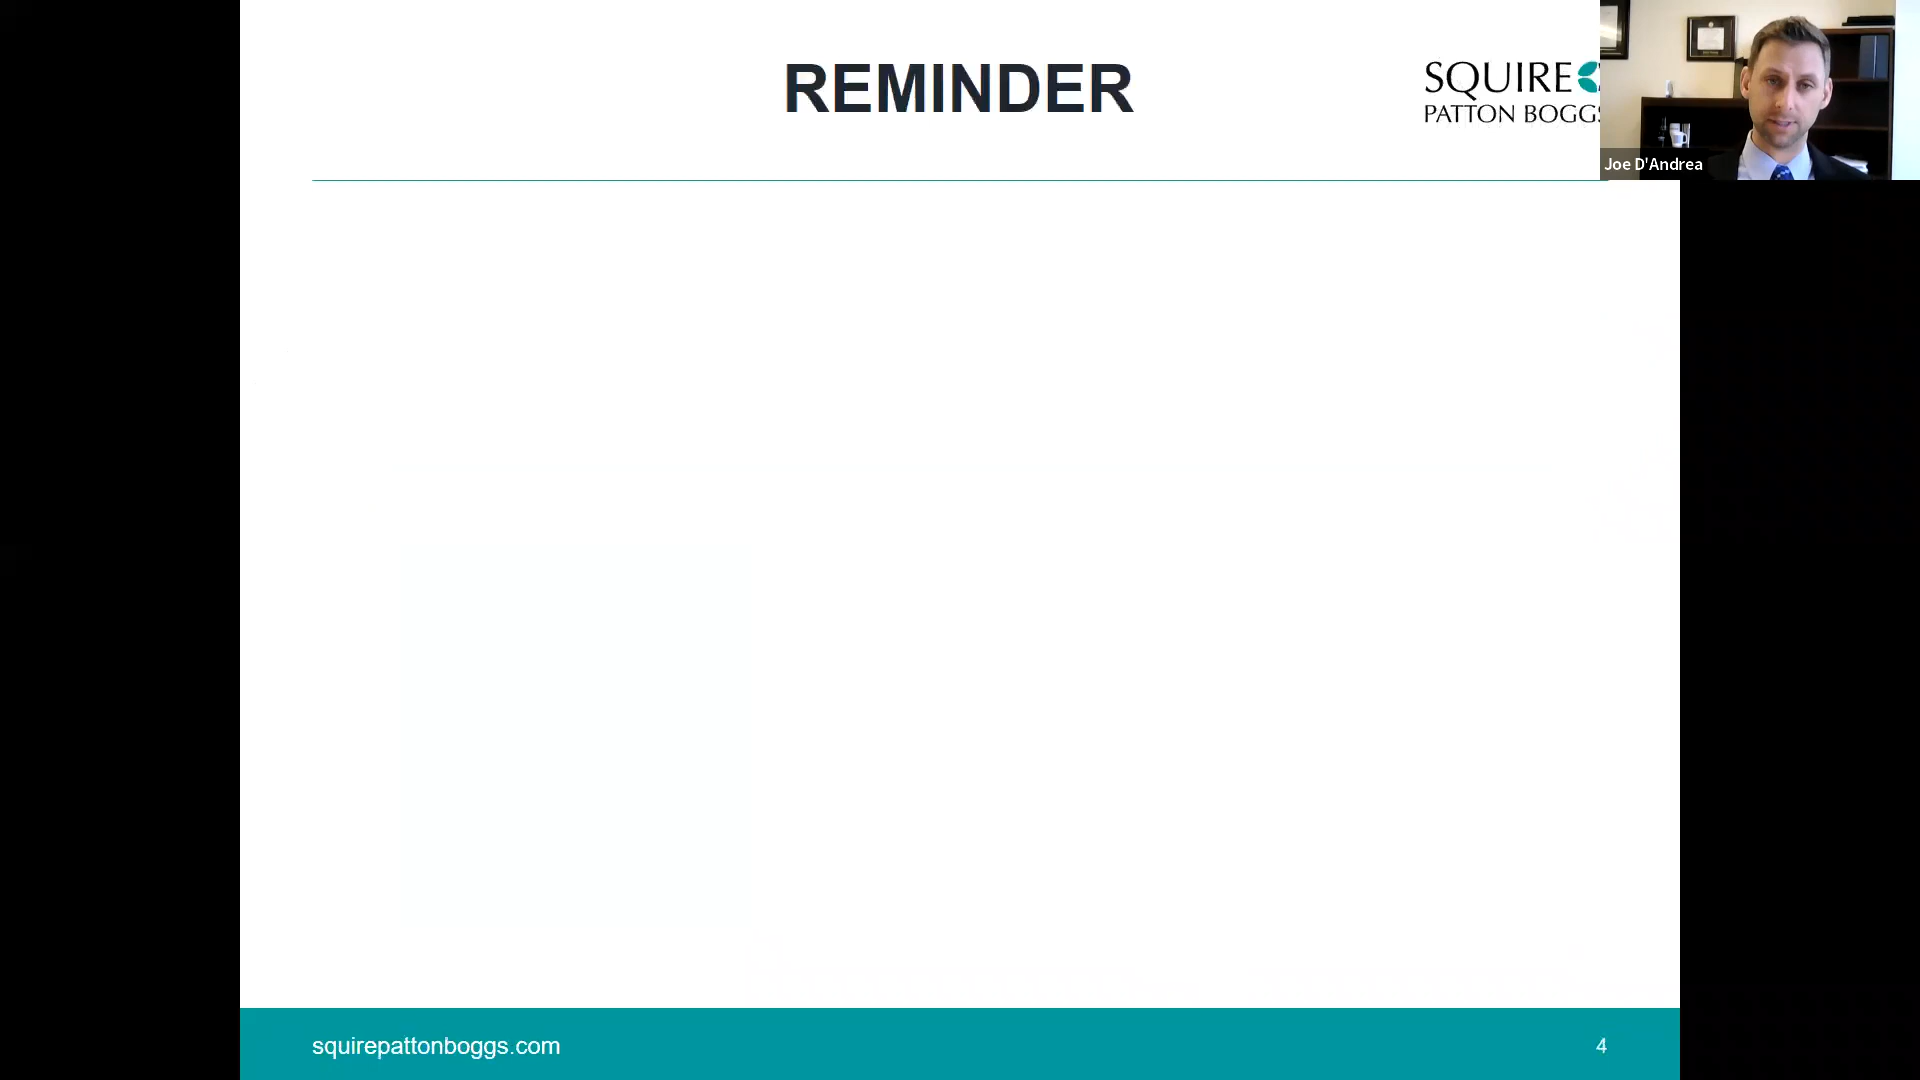 REMINDER
SQUIRE
PATTON BOGGS
Joe D'Andrea
squirepattonboggs.com
4